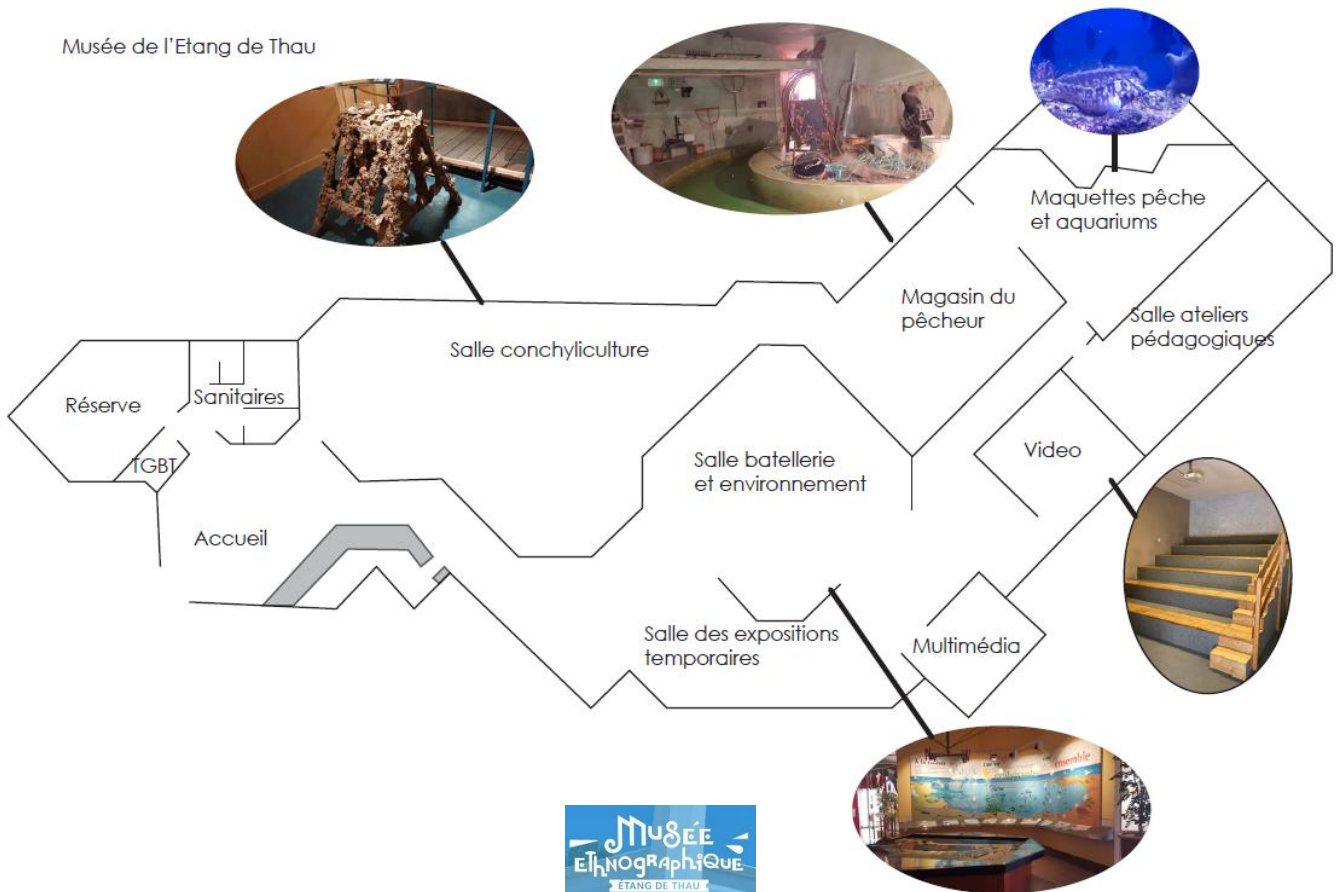 Musée de l'Etang de Thau
Maquettes pêche
et aquariums
Magasin du
pêcheur
Salle ateliers
pédagogiques
Salle conchyliculture
Réserve
Sanitaires
TGBT
Salle batellerie
et environnement
Video
Accueil
Salle des expositions
temporaires
Multimédia
ensemble
MUSÉE
EThNOGRAPhiQUE
ÉTANG DE THAU